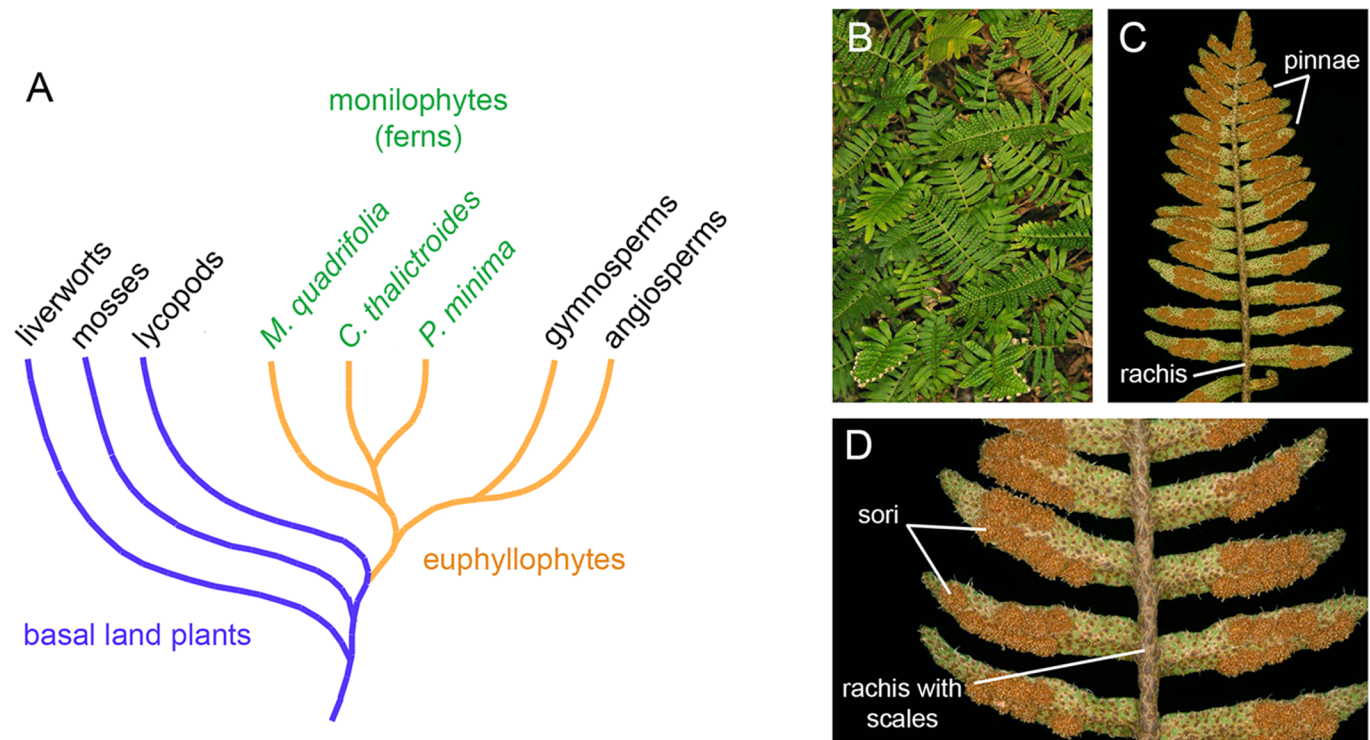 A
monilophytes
(ferns)
liverworts
mosses
lycopods
M. quadrifolia
C. thalictroides
P. minima
gymnosperms
angiosperms
euphyllophytes
basal land plants
B
C
pinnae
rachis
D
sori
rachis with
scales